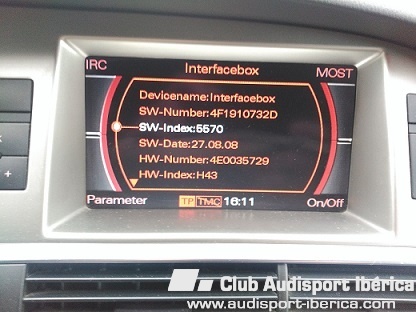 IRC
Interfacebox
MOST
Devicename:Interfacebox
SW-Number:4F1910732D
SW-Index:5570
SW-Date:27.08.08
HW-Number:4E0035729
HW-Index:H43
Parameter
TP TMC 16:11
On/Off
+
Club Audisport Ibérica
www.audisport-iberica.com